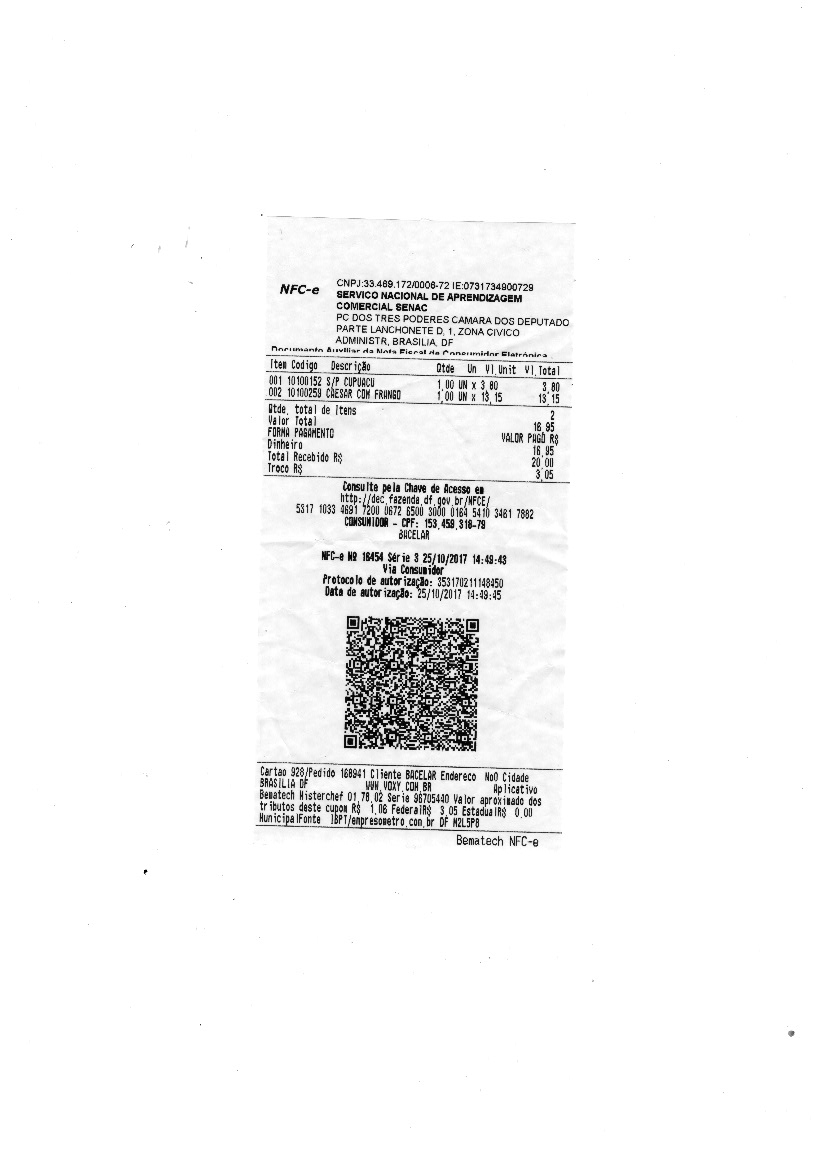 NFC-e
CNPJ:33.469.172/0006-72 IE:0731734900729
SERVICO NACIONAL DE APRENDIZAGEM
COMERCIAL SENAC
PC DOS TRES PODERES CAMARA DOS DEPUTADO
PARTE LANCHONETE D, 1, ZONA CIVICO
ADMINISTR, BRASILIA, DF
Documento Auxiliar da Nota Fiscal de Consumidor Eletrônica
Item Codigo Descrição Qtde Un Vl.Unit Vl.Total
001 10100152 S/P CUPUACU 1,00 UN x 3,80 3,80
002 10100259 CAESAR COM FRANGO 1,00 UN x 13,15 13,15
Qtde. total de itens 2
Valor Total 16,95
FORMA PAGAMENTO VALOR PAGO R$
Dinheiro 16,95
Total Recebido R$ 20,00
Troco R$ 3,05
Consulta pela Chave de Acesso em
http://dec.fazenda.df.gov.br/NFCE/
5317 1033 4691 7200 0672 6500 3000 0164 5410 3461 7882
CONSUMIDOR - CPF: 153.459.318-79
BACELAR
NFC-e Nº 16454 Série 3 25/10/2017 14:49:43
Via Consumidor
Protocolo de autorização: 353170211148450
Data de autorização: 25/10/2017 14:49:45
Cartao 928/Pedido 168941 Cliente BACELAR Endereco No0 Cidade
BRASILIA DF WWW.VOXY.COM.BR Aplicativo
Bematech Misterchef 01.78.02 Serie 96705440 Valor aproximado dos
tributos deste cupom R$ 1,06 FederalR$ 3,05 EstadualR$ 0,00
MunicipalFonte IBPT/empresometro.com.br DF M2L5P8
Bematech NFC-e